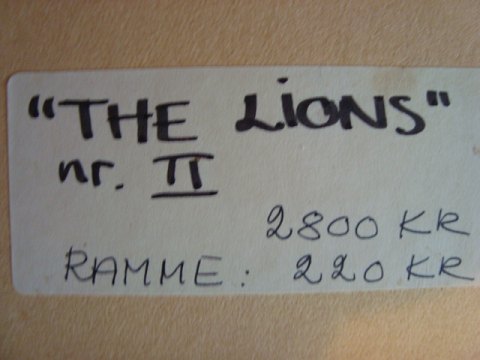 "THE LiONS"
nr. II
2800 KR
RAMME: 220 KR